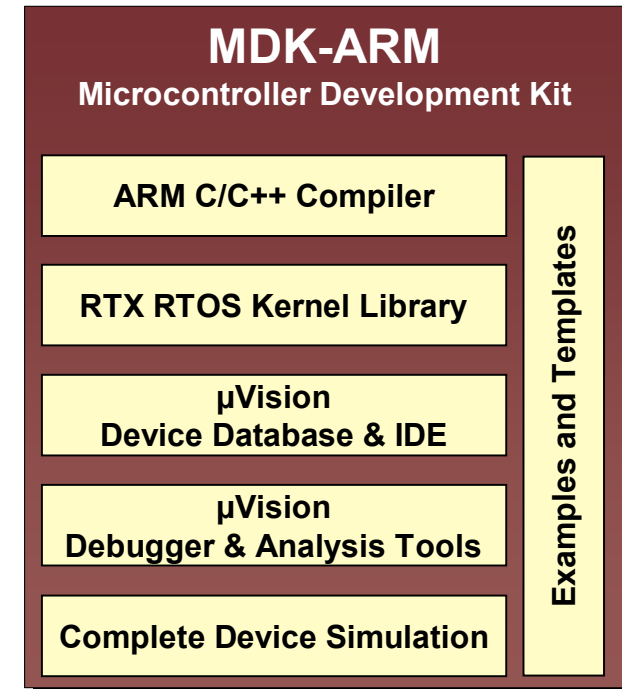 MDK-ARM
Microcontroller Development Kit
ARM C/C++ Compiler
RTX RTOS Kernel Library
µVision
Device Database & IDE
µVision
Debugger & Analysis Tools
Complete Device Simulation
Examples and Templates